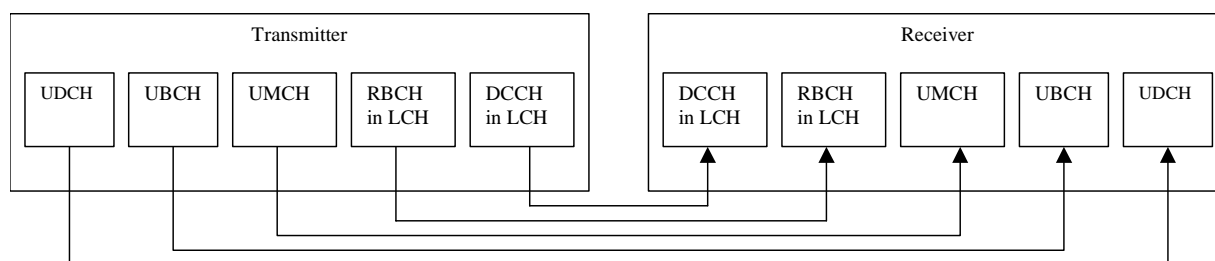 Transmitter
UDCH
UBCH
UMCH
RBCH
in LCH
DCCH
in LCH
Receiver
DCCH
in LCH
RBCH
in LCH
UMCH
UBCH
UDCH